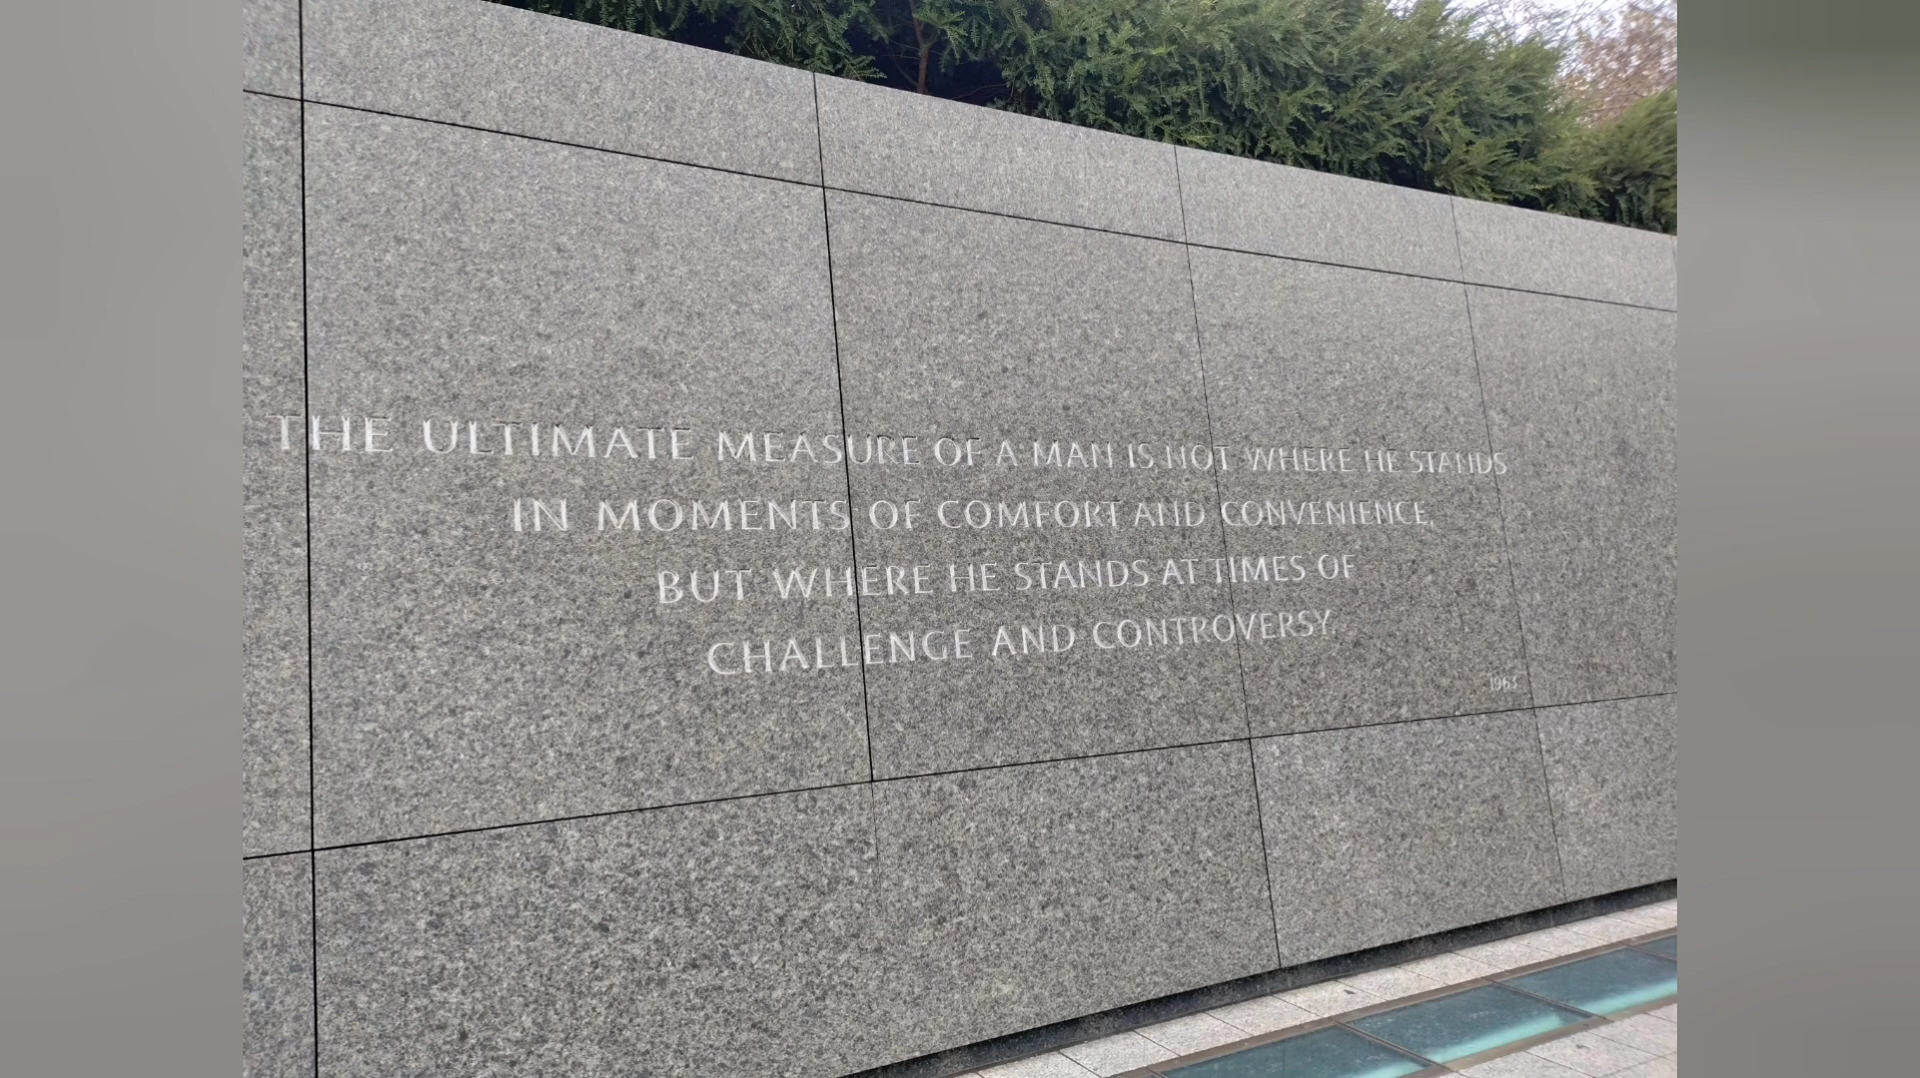 THE ULTIMATE MEASURE OF A MAN IS NOT WHERE HE STANDS
IN MOMENTS OF COMFORT AND CONVENIENCE,
BUT WHERE HE STANDS AT TIMES OF
CHALLENGE AND CONTROVERSY.
1963